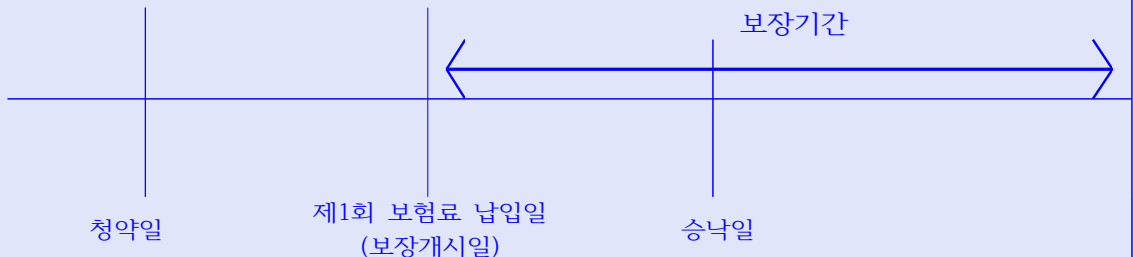 보장기간
청약일
제1회 보험료 납입일
(보장개시일)
승낙일